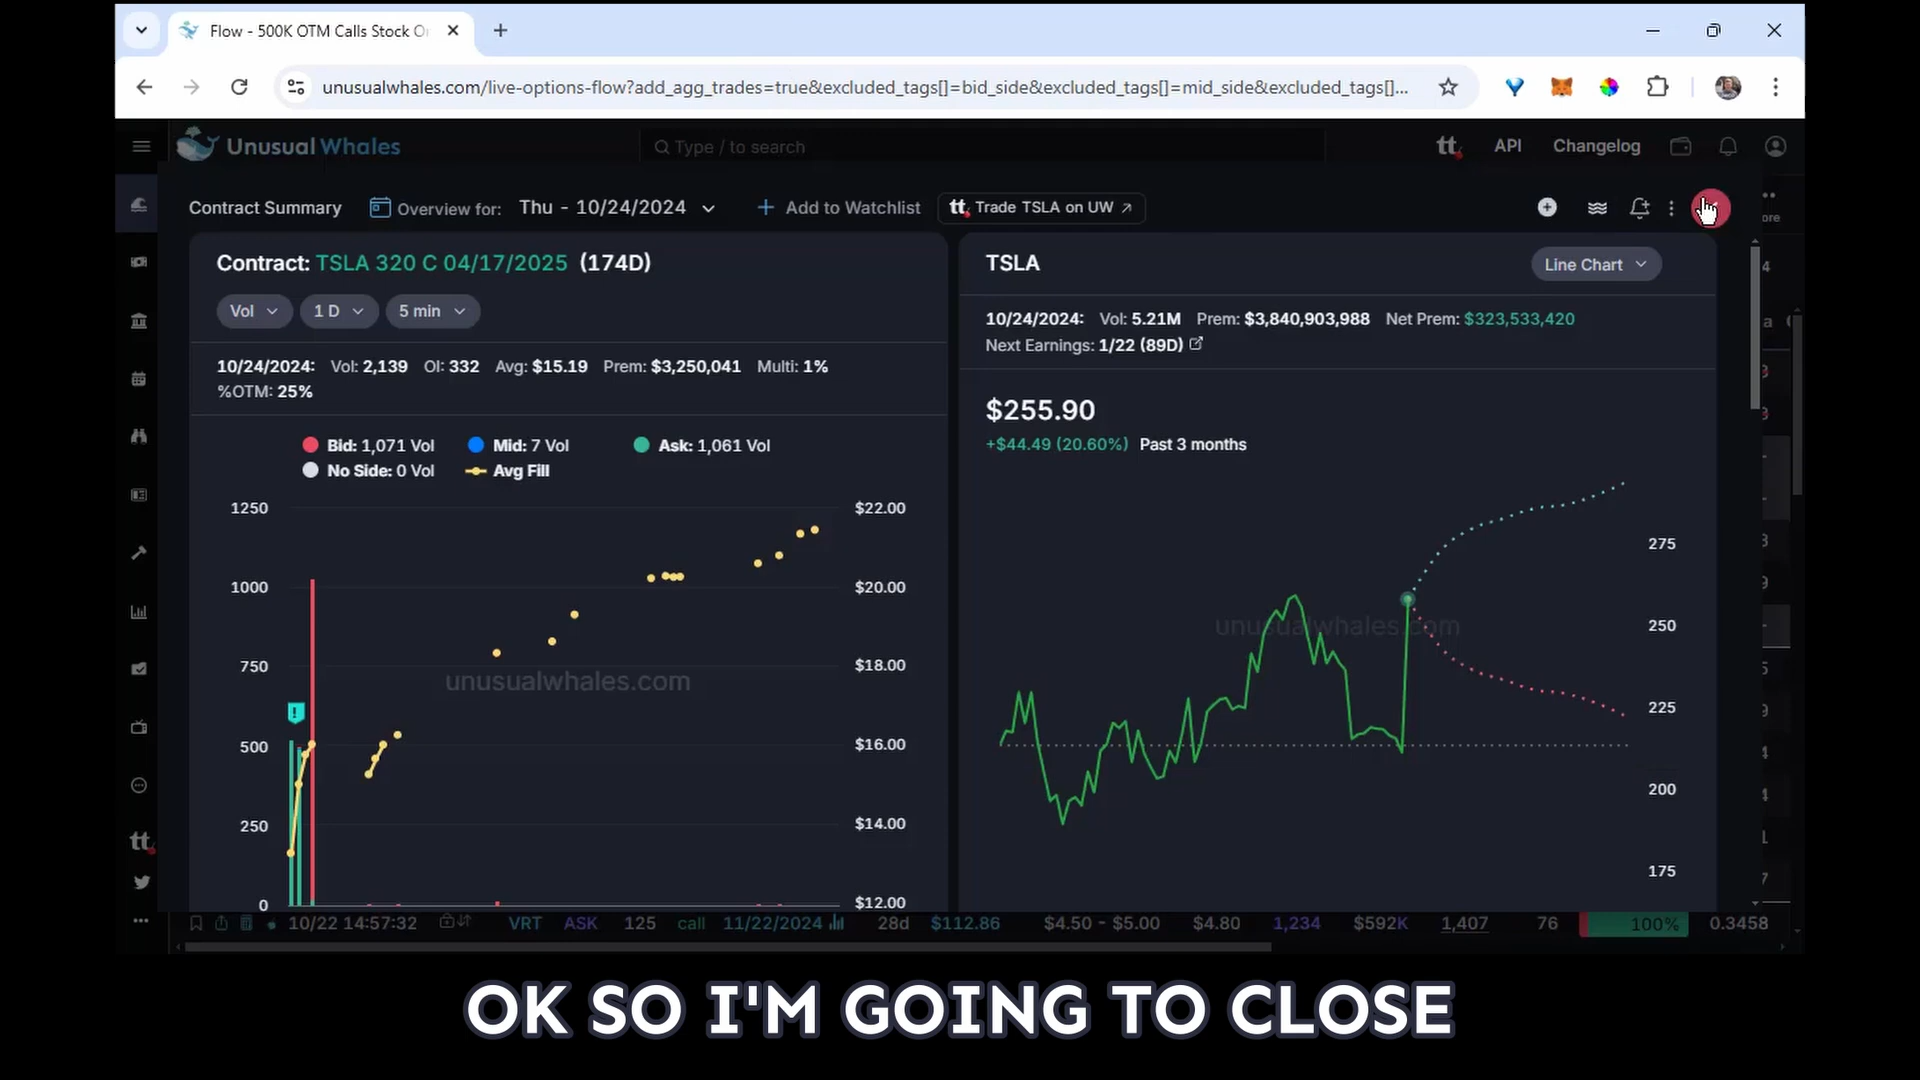 Flow - 500K OTM Calls Stock O
unusualwhales.com/live-options-flow?add_agg_trades=true&excluded_tags[]=bid_side&excluded_tags[]=mid_side&excluded_tags[]...
Unusual Whales
Type / to search
tt
API
Changelog
Contract Summary
Overview for: Thu - 10/24/2024
+ Add to Watchlist
tt Trade TSLA on UW ↗
ore
Contract: TSLA 320 C 04/17/2025 (174D)
Vol
1 D
5 min
10/24/2024: Vol: 2,139 OI: 332 Avg: $15.19 Prem: $3,250,041 Multi: 1%
%OTM: 25%
Bid: 1,071 Vol
Mid: 7 Vol
Ask: 1,061 Vol
No Side: 0 Vol
Avg Fill
1250
1000
750
500
250
0
$22.00
$20.00
$18.00
$16.00
$14.00
$12.00
unusualwhales.com
TSLA
Line Chart
10/24/2024: Vol: 5.21M Prem: $3,840,903,988 Net Prem: $323,533,420
Next Earnings: 1/22 (89D)
$255.90
+$44.49 (20.60%) Past 3 months
unusualwhales.com
275
250
225
200
175
tt
10/22 14:57:32 VRT ASK 125 call 11/22/2024 28d $112.86 $4.50 - $5.00 $4.80 1,234 $592K 1,407 76 100% 0.3458
OK SO I'M GOING TO CLOSE